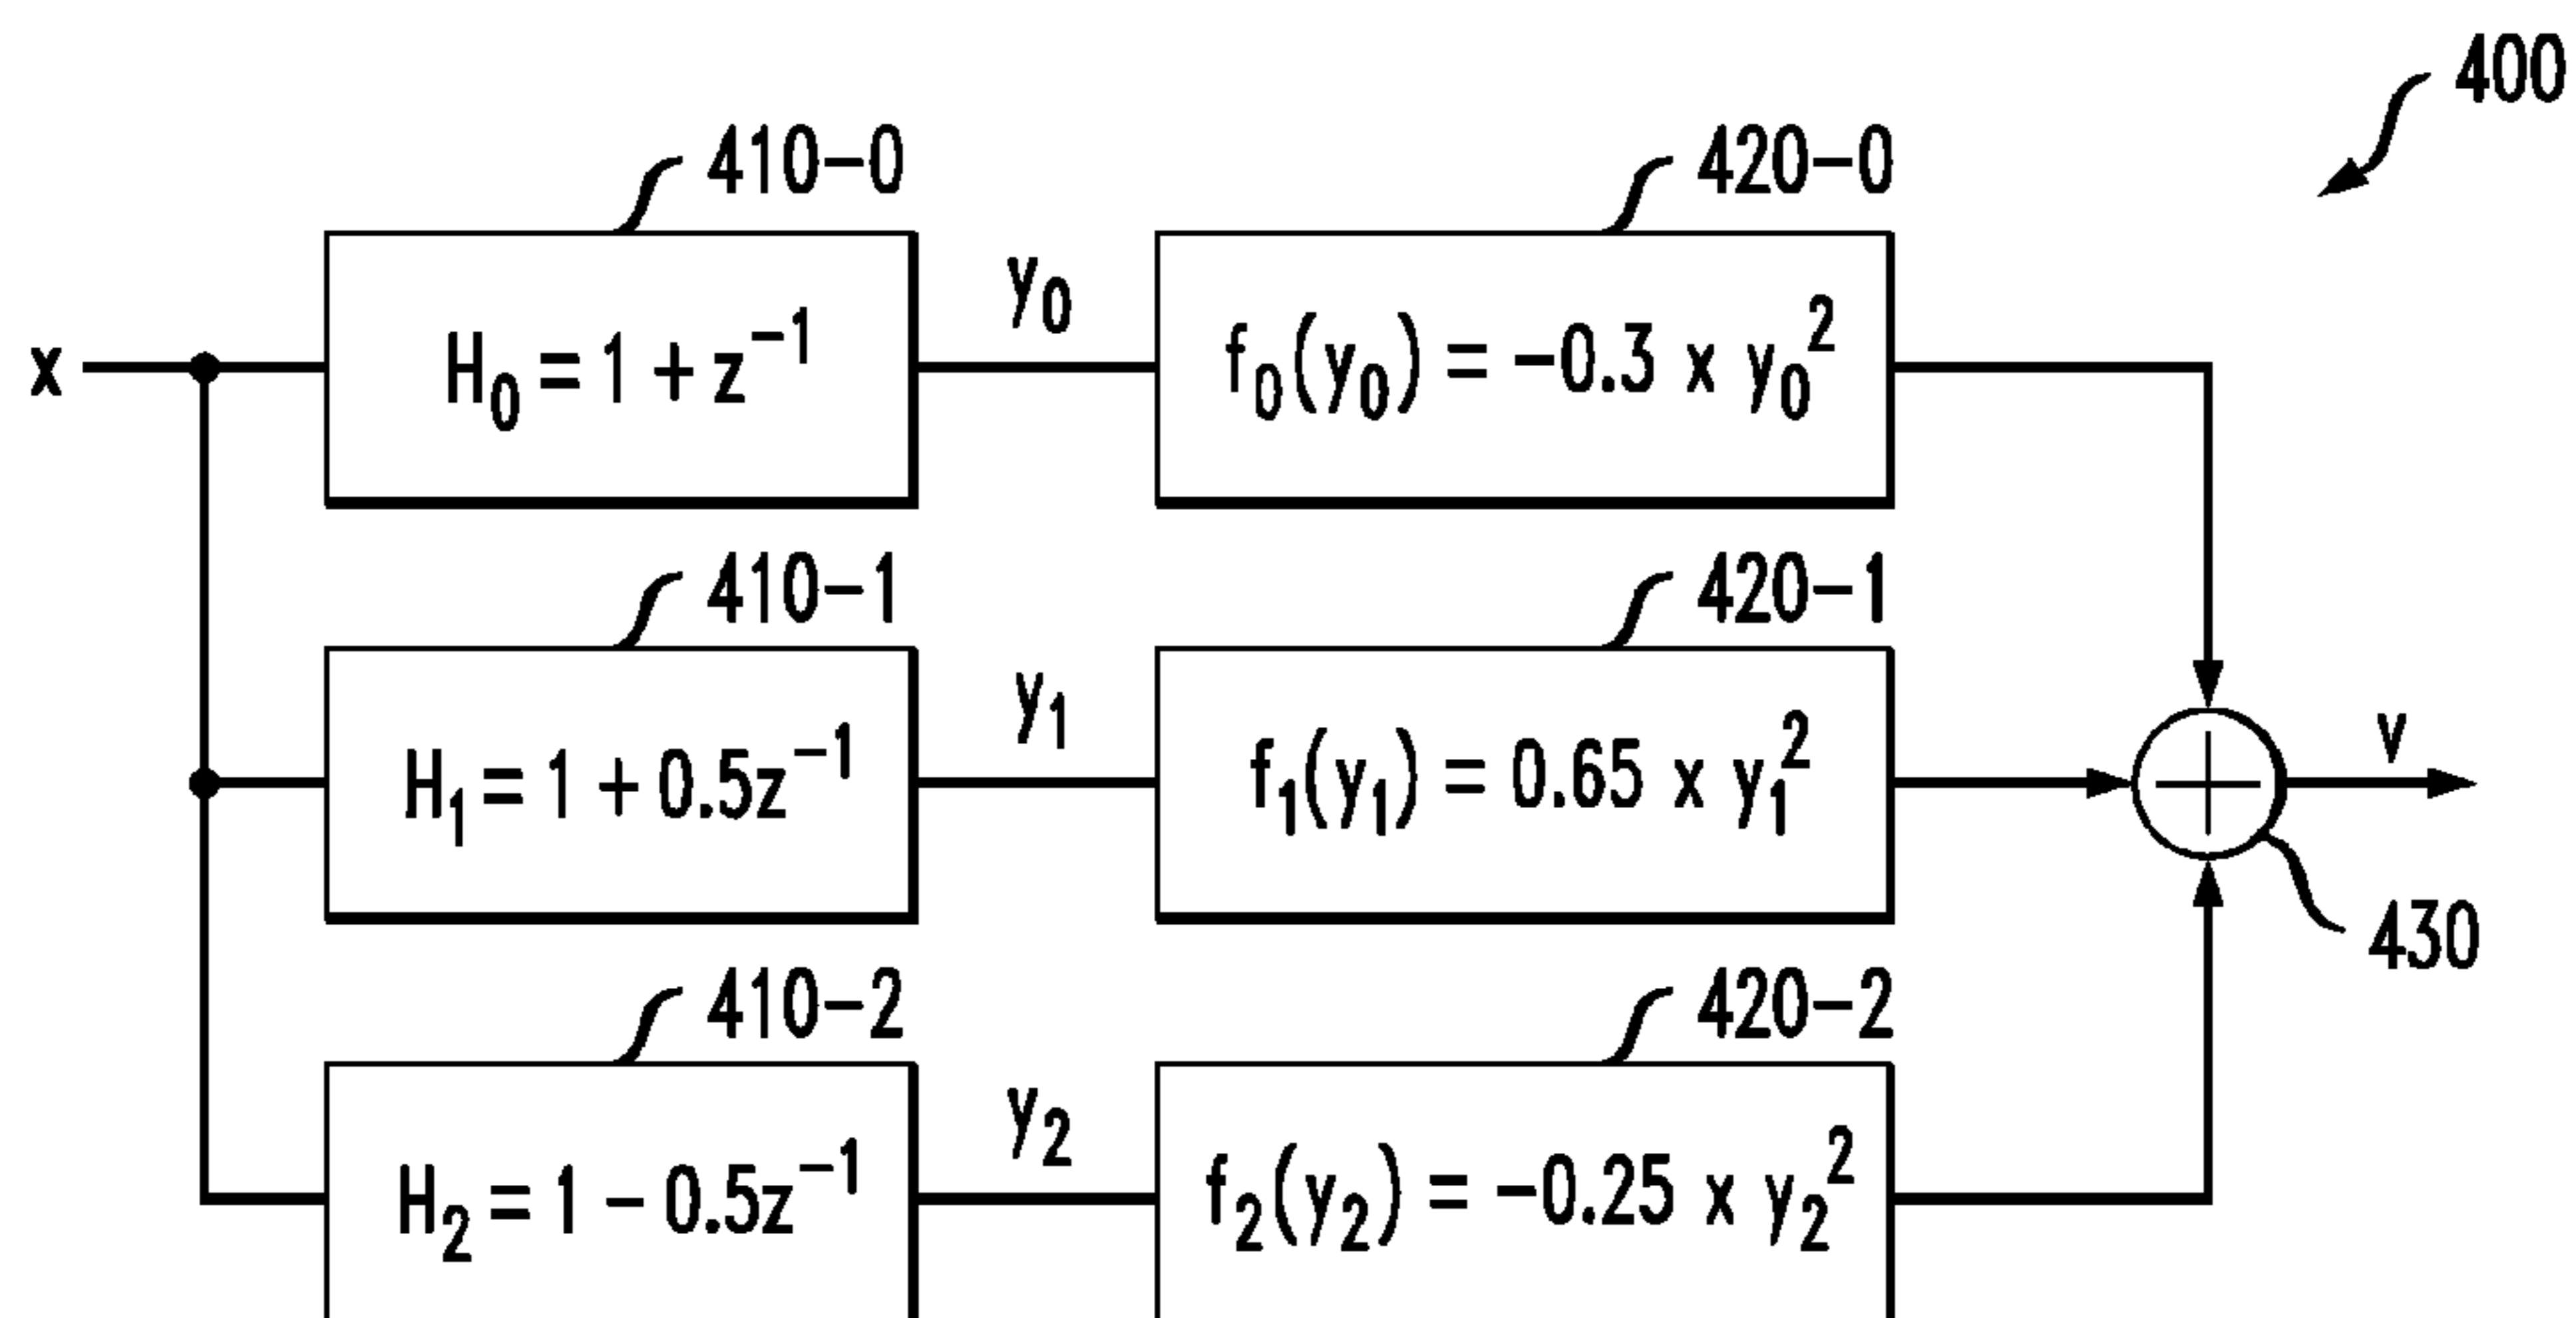 400
410-0
420-0
x
H₀ = 1 + z⁻¹
y₀
f₀(y₀) = −0.3 x y₀²
410-1
420-1
H₁ = 1 + 0.5z⁻¹
y₁
f₁(y₁) = 0.65 x y₁²
v
430
410-2
420-2
H₂ = 1 − 0.5z⁻¹
y₂
f₂(y₂) = −0.25 x y₂²